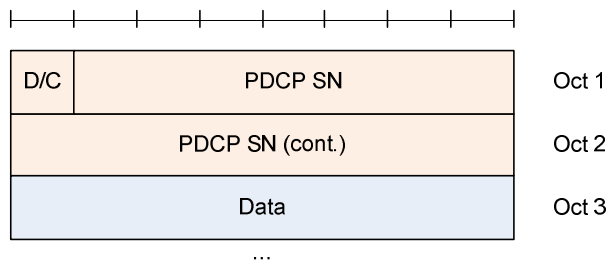 D/C PDCP SN Oct 1
PDCP SN (cont.) Oct 2
Data Oct 3
...